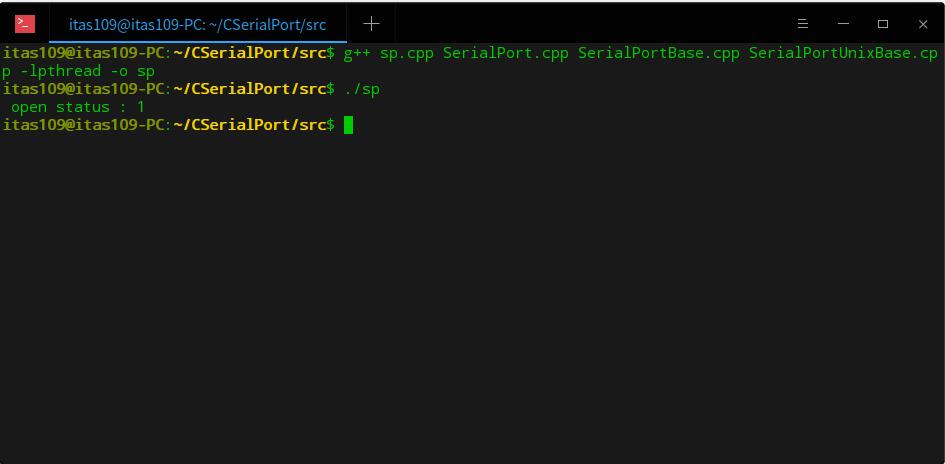 itas109@itas109-PC: ~/CSerialPort/src
itas109@itas109-PC:~/CSerialPort/src$ g++ sp.cpp SerialPort.cpp SerialPortBase.cpp SerialPortUnixBase.cp
p -lpthread -o sp
itas109@itas109-PC:~/CSerialPort/src$ ./sp
open status : 1
itas109@itas109-PC:~/CSerialPort/src$